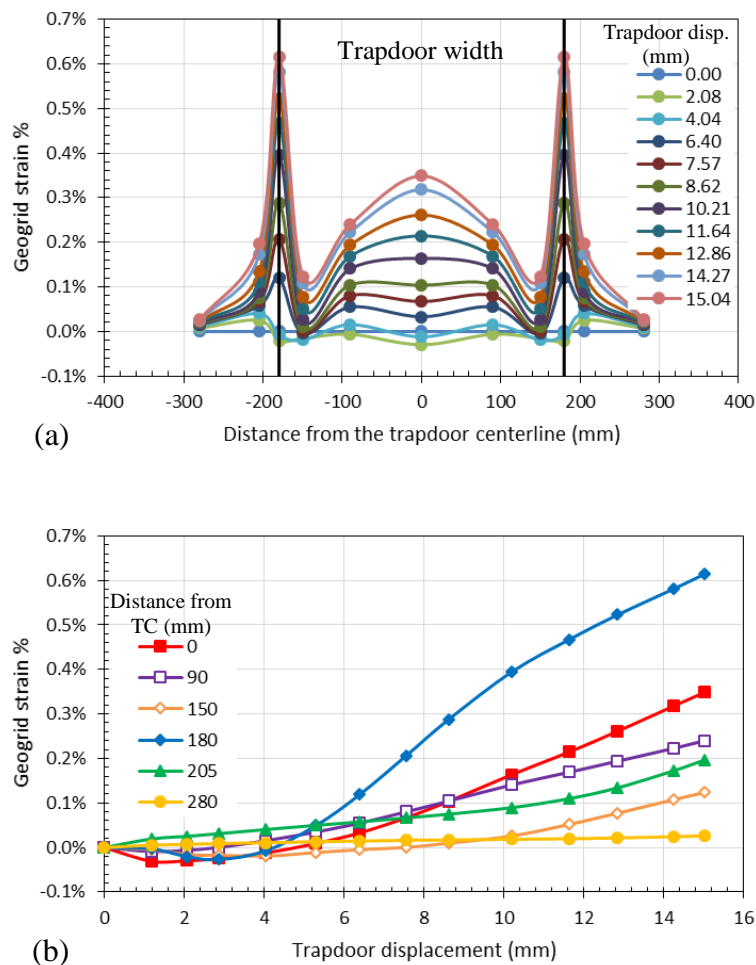 0.7%
0.6%
0.5%
0.4%
0.3%
0.2%
0.1%
0.0%
-0.1%
Geogrid strain %
Trapdoor width
Trapdoor disp.
(mm)
0.00
2.08
4.04
6.40
7.57
8.62
10.21
11.64
12.86
14.27
15.04
-400 -300 -200 -100 0 100 200 300 400
Distance from the trapdoor centerline (mm)
(a)
0.7%
0.6%
0.5%
0.4%
0.3%
0.2%
0.1%
0.0%
-0.1%
Geogrid strain %
Distance from
TC (mm)
0
90
150
180
205
280
0 2 4 6 8 10 12 14 16
Trapdoor displacement (mm)
(b)